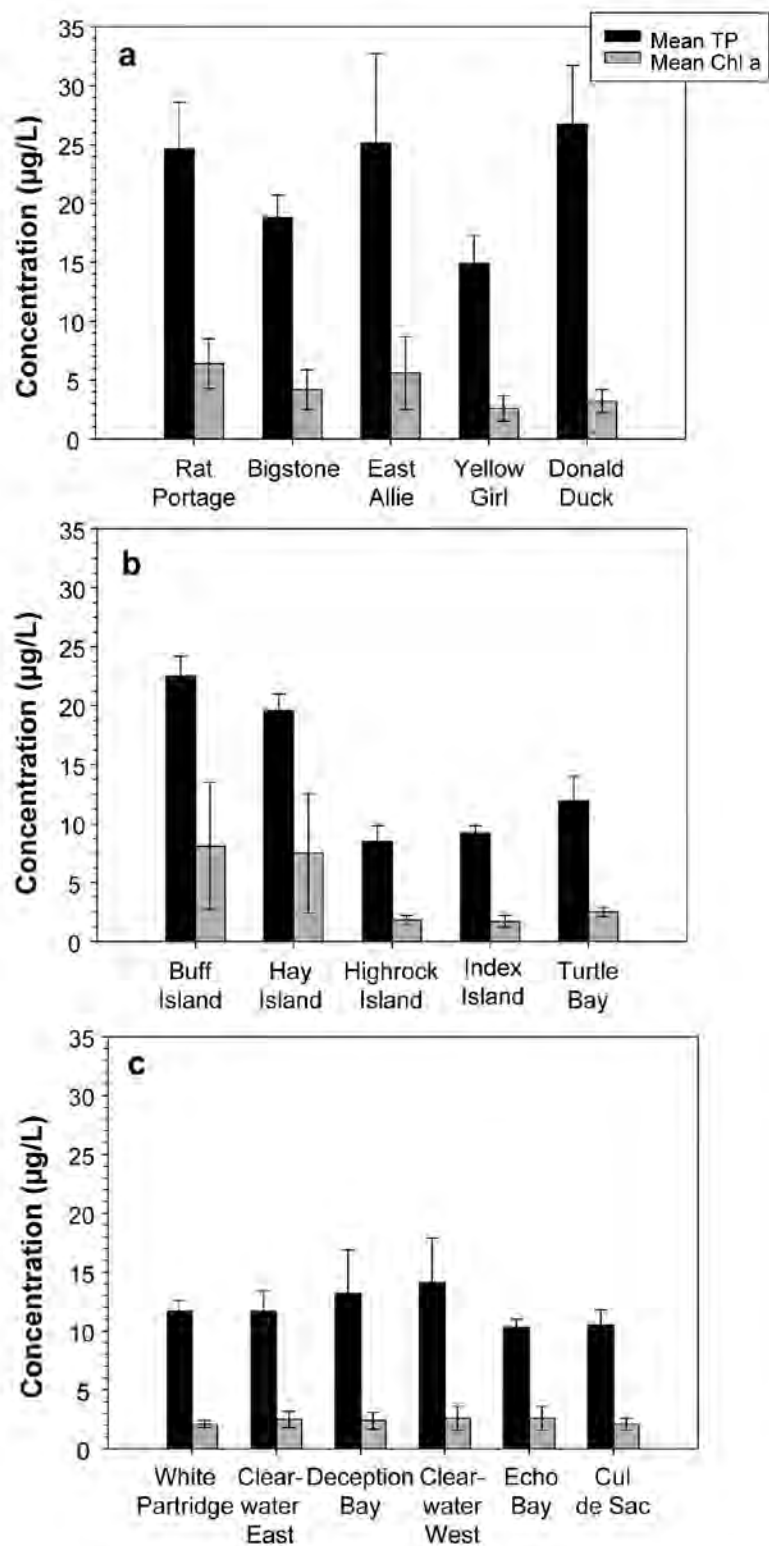 Mean TP
Mean Chl a
a
Concentration (µg/L)
35
30
25
20
15
10
5
0
Rat Portage
Bigstone
East Allie
Yellow Girl
Donald Duck
b
Concentration (µg/L)
35
30
25
20
15
10
5
0
Buff Island
Hay Island
Highrock Island
Index Island
Turtle Bay
c
Concentration (µg/L)
35
30
25
20
15
10
5
0
White Partridge
Clear-water East
Deception Bay
Clear-water West
Echo Bay
Cul de Sac